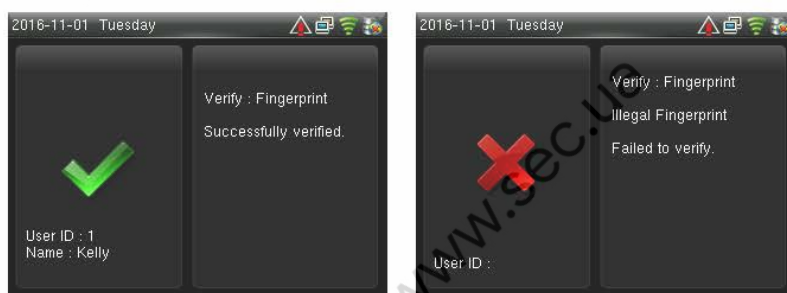 2016-11-01 Tuesday
Verify : Fingerprint
Successfully verified.
User ID : 1
Name : Kelly
2016-11-01 Tuesday
Verify : Fingerprint
Illegal Fingerprint
Failed to verify.
User ID :
www.sec.ua